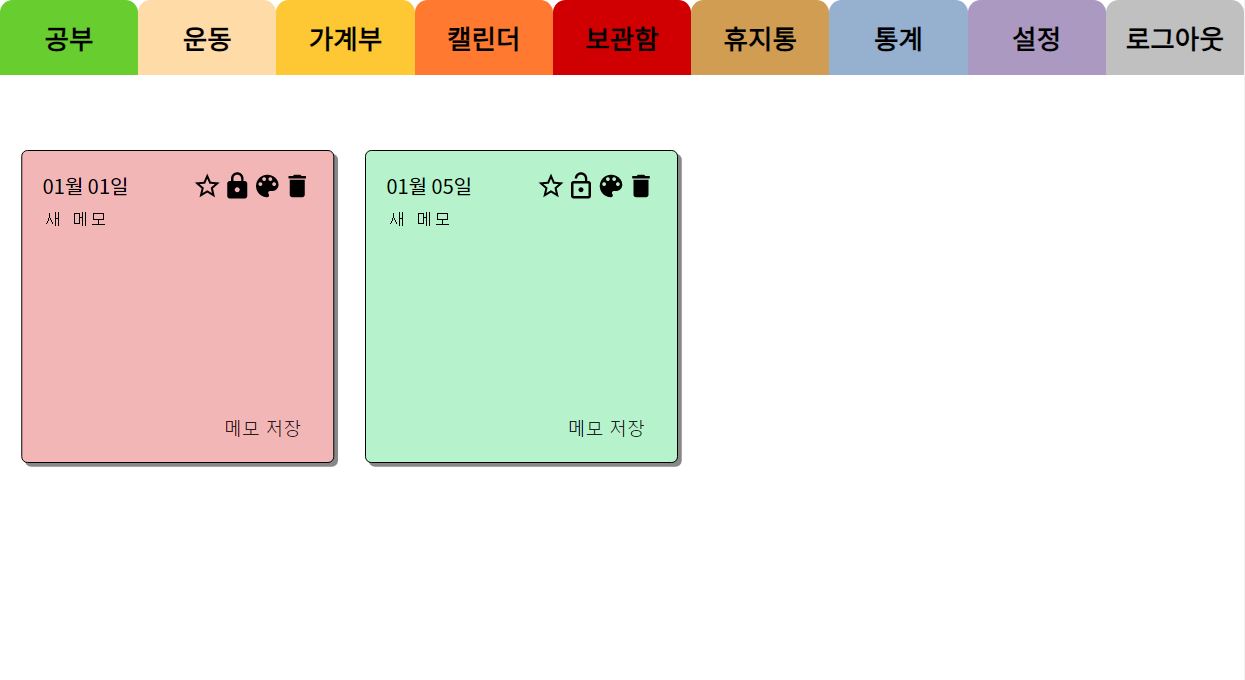 공부 운동 가계부 캘린더 보관함 휴지통 통계 설정 로그아웃
01월 01일
새 메모
메모 저장
01월 05일
새 메모
메모 저장